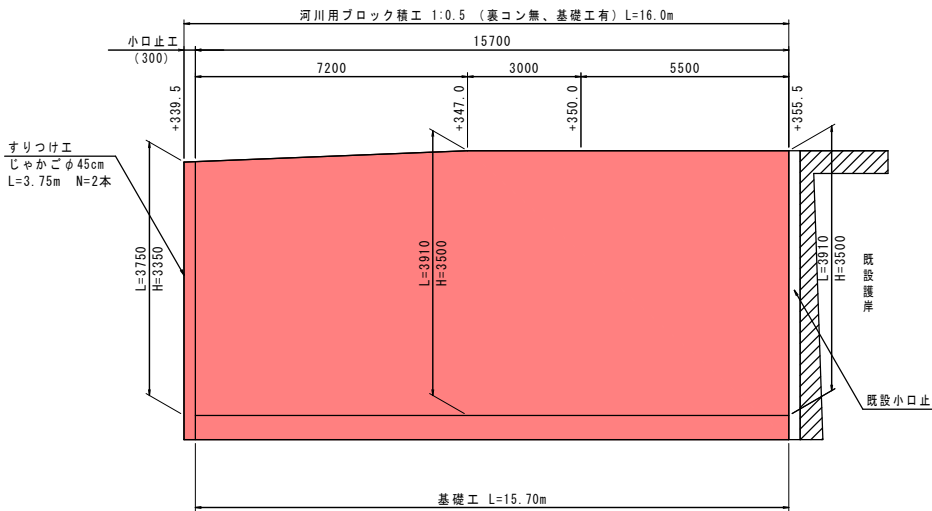 河川用ブロック積工 1:0.5 (裏コン無、基礎工有) L=16.0m
小口止工
(300)
15700
7200
3000
5500
+339.5
+347.0
+350.0
+355.5
すりつけ工
じゃかごφ45cm
L=3.75m N=2本
L=3750
H=3350
L=3910
H=3500
L=3910
H=3500
既設護岸
既設小口止
基礎工 L=15.70m